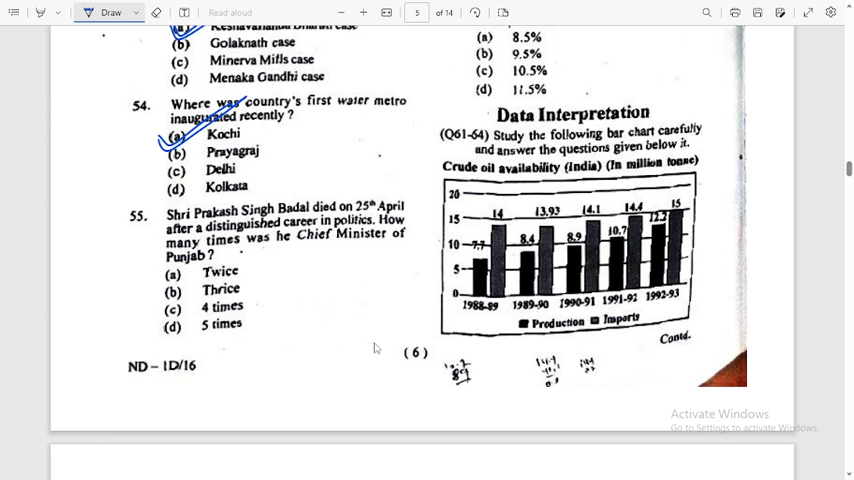 Draw
Read aloud
5
of 14
(a) Keshavananda Bharati case
(b) Golaknath case
(c) Minerva Mills case
(d) Menaka Gandhi case
54. Where was country's first water metro
inaugurated recently ?
(a) Kochi
(b) Prayagraj
(c) Delhi
(d) Kolkata
55. Shri Prakash Singh Badal died on 25th April
after a distinguished career in politics. How
many times was he Chief Minister of
Punjab ?
(a) Twice
(b) Thrice
(c) 4 times
(d) 5 times
ND – 1D/16
(6)
(a) 8.5%
(b) 9.5%
(c) 10.5%
(d) 11.5%
Data Interpretation
(Q61-64) Study the following bar chart carefully
and answer the questions given below it.
Crude oil availability (India) (In million tonne)
20
15
10
5
0
7.7 14 8.4 13.93 8.9 14.1 10.7 14.4 12.2 15
1988-89 1989-90 1990-91 1991-92 1992-93
Production Imports
Contd.
Activate Windows
Go to Settings to activate Windows.